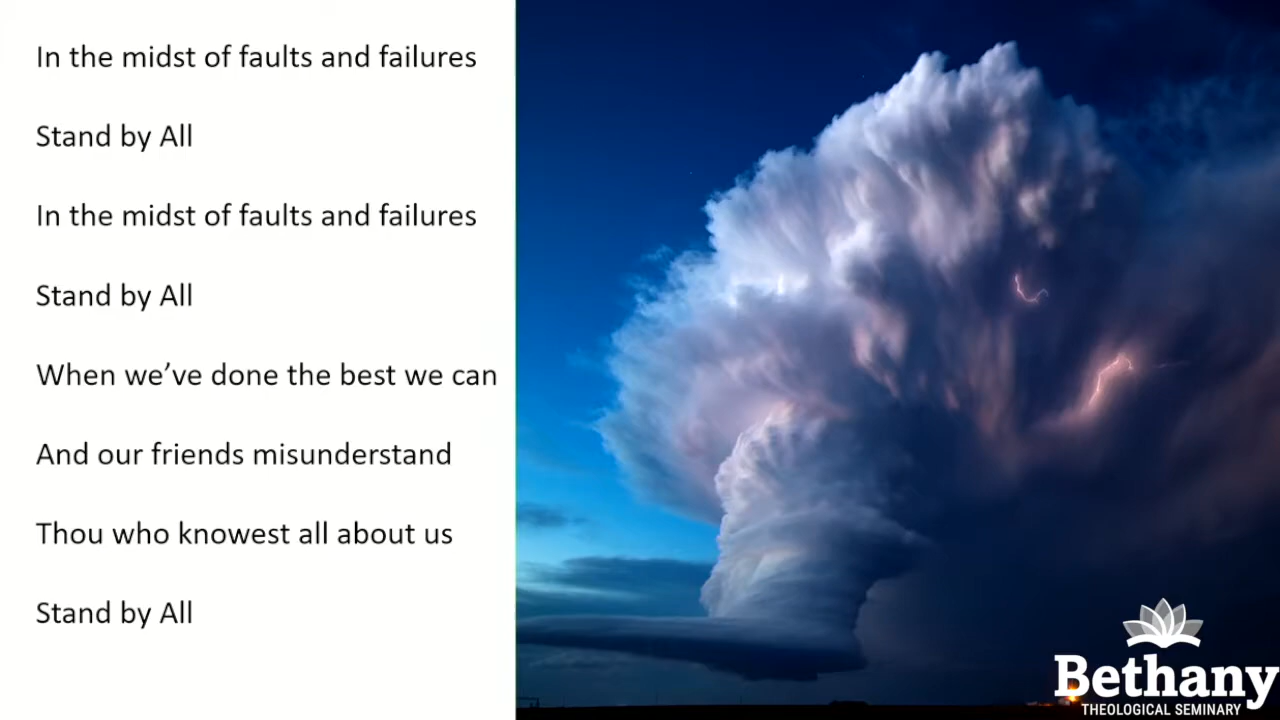 In the midst of faults and failures
Stand by All
In the midst of faults and failures
Stand by All
When we’ve done the best we can
And our friends misunderstand
Thou who knowest all about us
Stand by All
Bethany
THEOLOGICAL SEMINARY